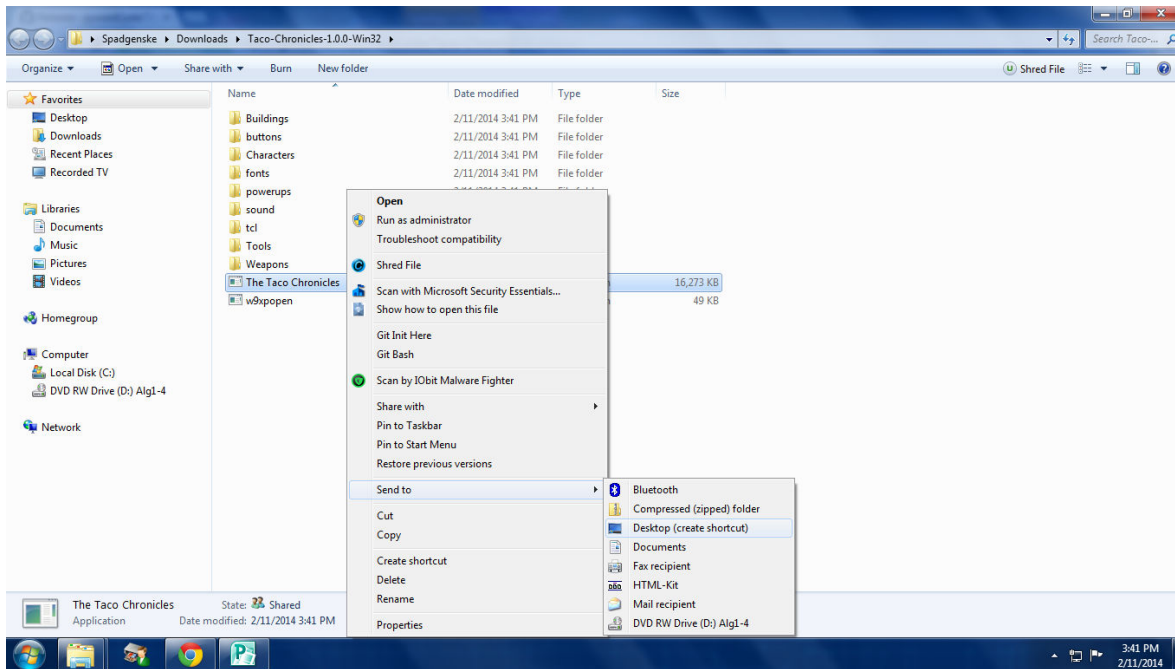 Spadgenske Downloads Taco-Chronicles-1.0.0-Win32
Search Taco-...
Organize Open Share with Burn New folder Shred File
Name Date modified Type Size
Favorites
Desktop
Downloads
Recent Places
Recorded TV
Libraries
Documents
Music
Pictures
Videos
Homegroup
Computer
Local Disk (C:)
DVD RW Drive (D:) Alg1-4
Network
Buildings 2/11/2014 3:41 PM File folder
buttons 2/11/2014 3:41 PM File folder
Characters 2/11/2014 3:41 PM File folder
fonts 2/11/2014 3:41 PM File folder
powerups
sound
tcl
Tools
Weapons
The Taco Chronicles 16,273 KB
w9xpopen 49 KB
Open
Run as administrator
Troubleshoot compatibility
Shred File
Scan with Microsoft Security Essentials...
Show how to open this file
Git Init Here
Git Bash
Scan by IObit Malware Fighter
Share with
Pin to Taskbar
Pin to Start Menu
Restore previous versions
Send to
Cut
Copy
Create shortcut
Delete
Rename
Properties
Bluetooth
Compressed (zipped) folder
Desktop (create shortcut)
Documents
Fax recipient
HTML-Kit
Mail recipient
DVD RW Drive (D:) Alg1-4
The Taco Chronicles State: Shared
Application Date modified: 2/11/2014 3:41 PM
3:41 PM
2/11/2014